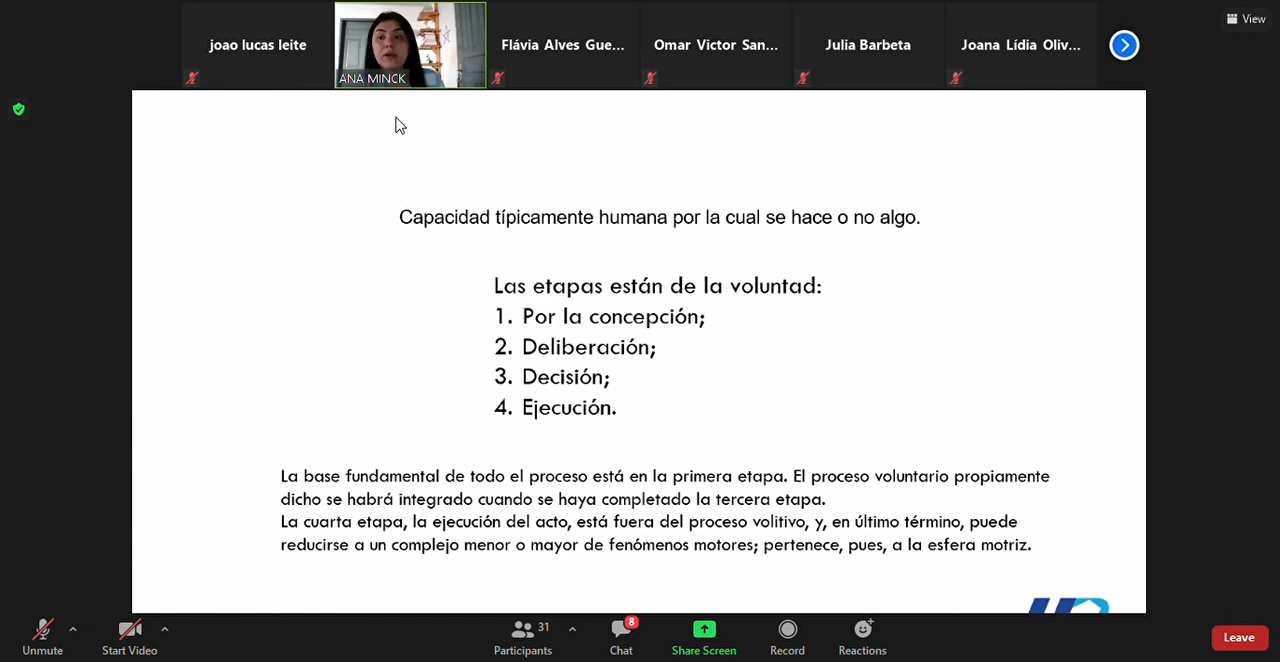 View
joao lucas leite
ANA MINCK
Flávia Alves Gue...
Omar Victor San...
Julia Barbeta
Joana Lídia Oliv...
Capacidad típicamente humana por la cual se hace o no algo.
Las etapas están de la voluntad:
1. Por la concepción;
2. Deliberación;
3. Decisión;
4. Ejecución.
La base fundamental de todo el proceso está en la primera etapa. El proceso voluntario propiamente
dicho se habrá integrado cuando se haya completado la tercera etapa.
La cuarta etapa, la ejecución del acto, está fuera del proceso volitivo, y, en último término, puede
reducirse a un complejo menor o mayor de fenómenos motores; pertenece, pues, a la esfera motriz.
Unmute
Start Video
31
Participants
8
Chat
Share Screen
Record
Reactions
Leave